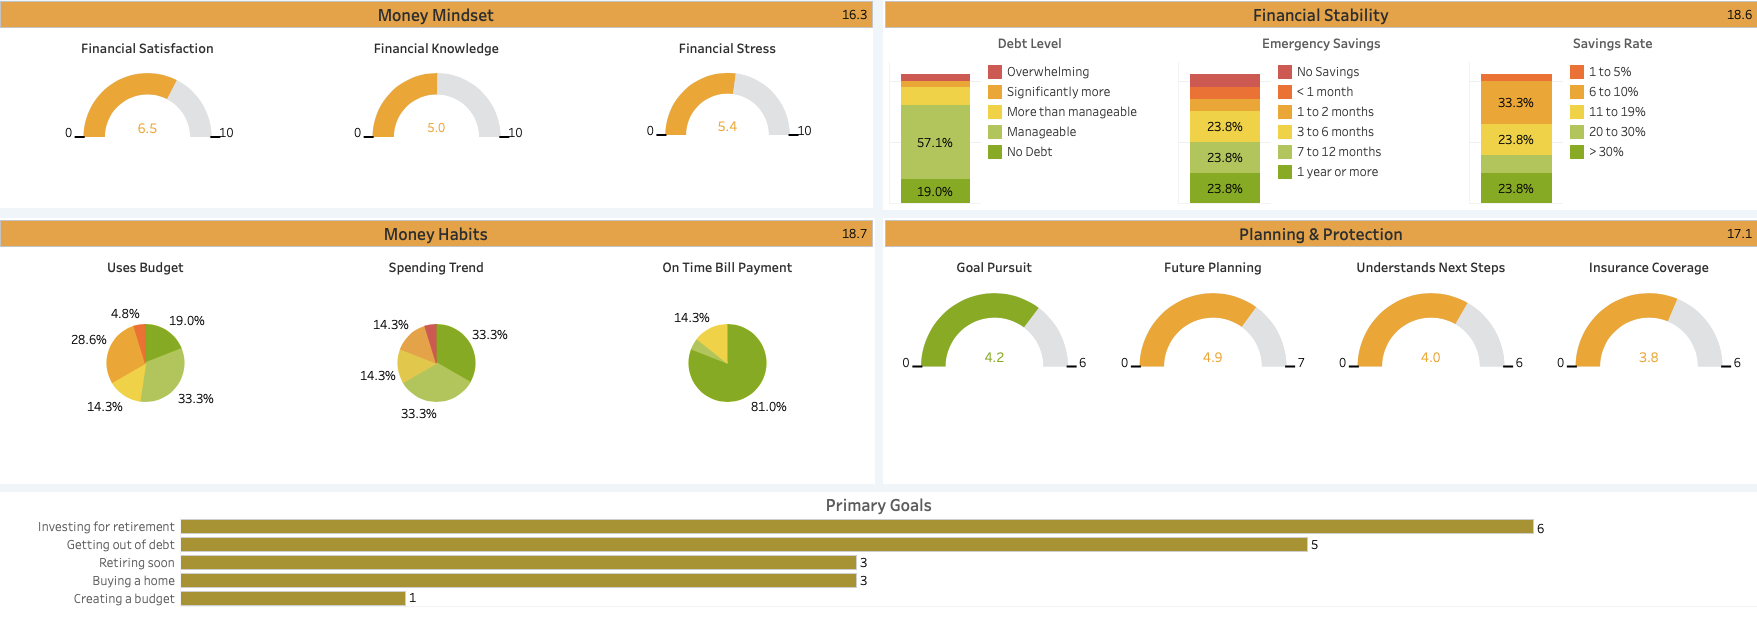 Money Mindset 16.3
Financial Satisfaction Financial Knowledge Financial Stress
6.5 5.0 5.4
0 10 0 10 0 10
Financial Stability 18.6
Debt Level Emergency Savings Savings Rate
Overwhelming
Significantly more
More than manageable
Manageable
No Debt
57.1%
19.0%
No Savings
< 1 month
1 to 2 months
3 to 6 months
7 to 12 months
1 year or more
23.8%
23.8%
23.8%
1 to 5%
6 to 10%
11 to 19%
20 to 30%
> 30%
33.3%
23.8%
23.8%
Money Habits 18.7
Uses Budget Spending Trend On Time Bill Payment
4.8%
19.0%
28.6%
33.3%
14.3%
14.3%
33.3%
14.3%
33.3%
14.3%
81.0%
Planning & Protection 17.1
Goal Pursuit Future Planning Understands Next Steps Insurance Coverage
4.2 4.9 4.0 3.8
0 6 0 7 0 6 0 6
Primary Goals
Investing for retirement 6
Getting out of debt 5
Retiring soon 3
Buying a home 3
Creating a budget 1